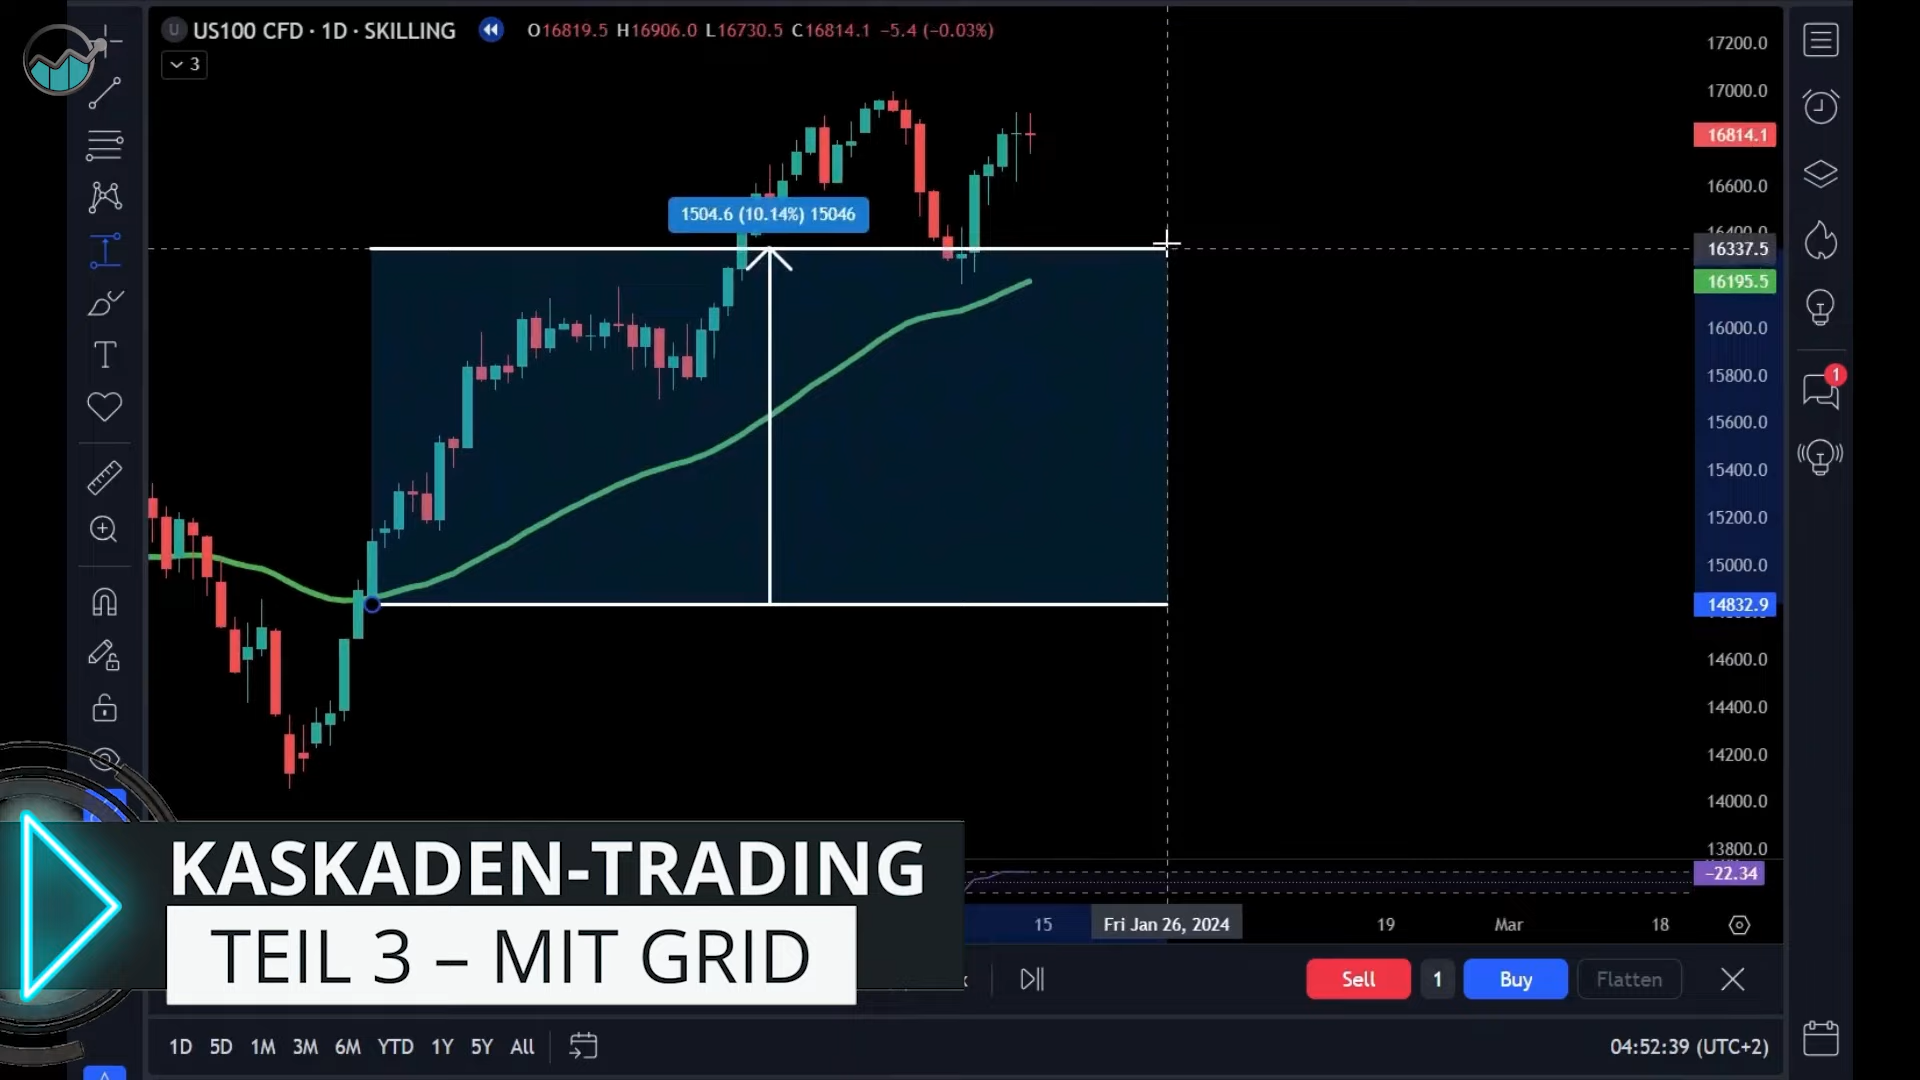 U US100 CFD · 1D · SKILLING O16819.5 H16906.0 L16730.5 C16814.1 −5.4 (−0.03%)
3
17200.0
17000.0
16814.1
16600.0
1504.6 (10.14%) 15046
16337.5
16195.5
16000.0
15800.0
15600.0
15400.0
15200.0
15000.0
14832.9
14600.0
14400.0
14200.0
14000.0
13800.0
−22.34
T
1
KASKADEN-TRADING
TEIL 3 – MIT GRID
15 Fri Jan 26, 2024 19 Mar 18
Sell 1 Buy Flatten
1D 5D 1M 3M 6M YTD 1Y 5Y All 04:52:39 (UTC+2)